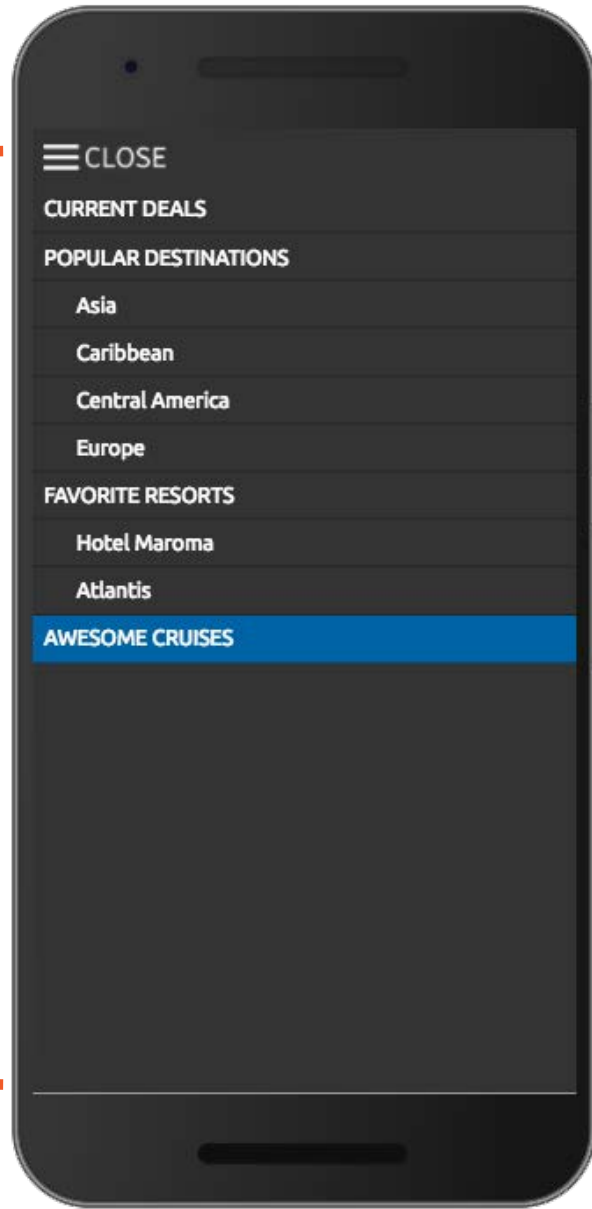 CLOSE
CURRENT DEALS
POPULAR DESTINATIONS
Asia
Caribbean
Central America
Europe
FAVORITE RESORTS
Hotel Maroma
Atlantis
AWESOME CRUISES